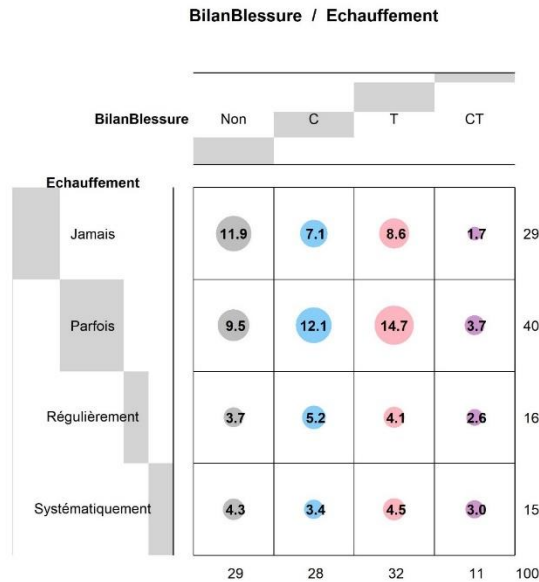 BilanBlessure / Echauffement
BilanBlessure Non C T CT
Echauffement
Jamais 11.9 7.1 8.6 1.7 29
Parfois 9.5 12.1 14.7 3.7 40
Régulièrement 3.7 5.2 4.1 2.6 16
Systématiquement 4.3 3.4 4.5 3.0 15
29 28 32 11 100